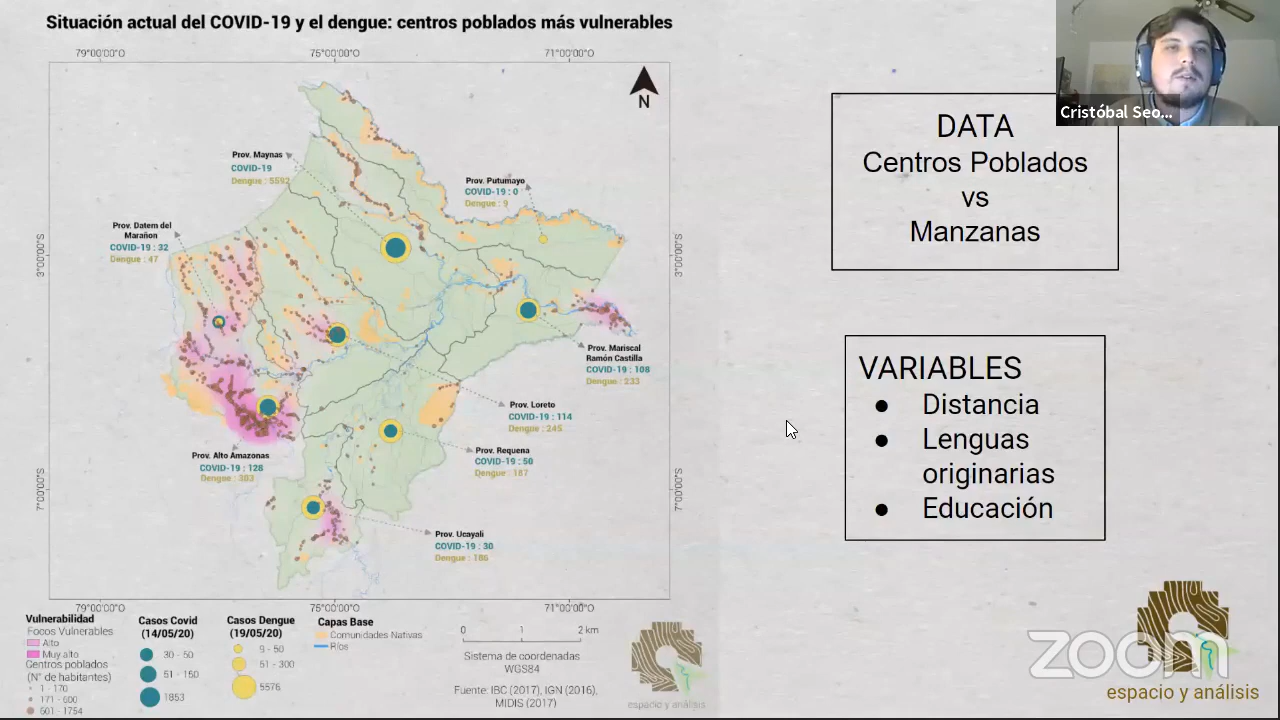 Situación actual del COVID-19 y el dengue: centros poblados más vulnerables
79°00'00"O
75°00'00"O
71°00'00"O
N
Prov. Maynas
COVID-19
Dengue : 5592
Prov. Putumayo
COVID-19 : 0
Dengue : 9
Prov. Datem del
Marañon
COVID-19 : 32
Dengue : 47
3°00'00"S
3°00'00"S
Prov. Mariscal
Ramón Castilla
COVID-19 : 108
Dengue : 233
Prov. Loreto
COVID-19 : 114
Dengue : 245
Prov. Requena
COVID-19 : 50
Dengue : 187
Prov. Alto Amazonas
COVID-19 : 128
Dengue : 303
7°00'00"S
7°00'00"S
Prov. Ucayali
COVID-19 : 30
Dengue : 186
79°00'00"O
75°00'00"O
71°00'00"O
Vulnerabilidad
Focos Vulnerables
Alto
Muy alto
Centros poblados
(N° de habitantes)
1 - 170
171 - 600
601 - 1754
Casos Covid
(14/05/20)
30 - 50
51 - 150
1853
Casos Dengue
(19/05/20)
9 - 50
51 - 300
5576
Capas Base
Comunidades Nativas
Ríos
0 1 2 km
Sistema de coordenadas
WGS84
Fuente: IBC (2017), IGN (2016),
MIDIS (2017)
espacio y análisis
Cristóbal Seo...
DATA
Centros Poblados
vs
Manzanas
VARIABLES
● Distancia
● Lenguas
originarias
● Educación
zoom
espacio y análisis